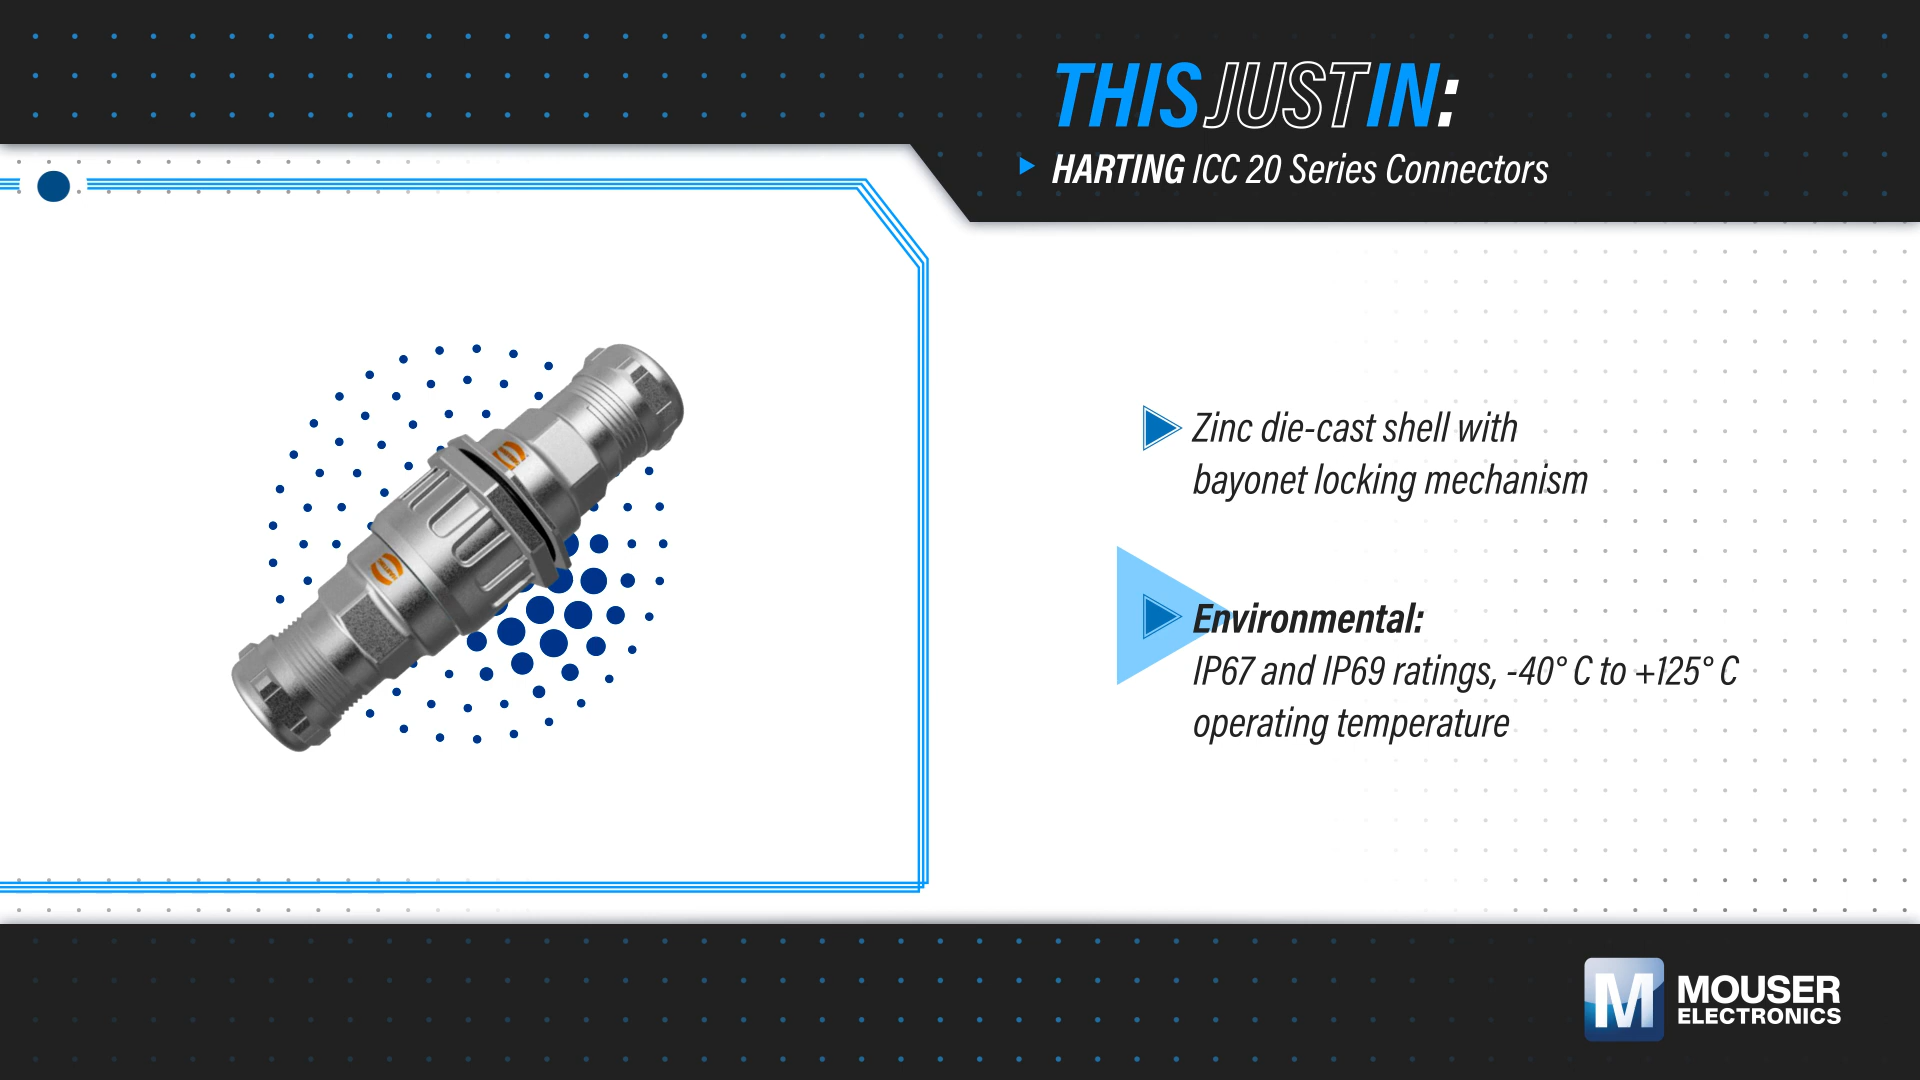 THIS JUST IN:
HARTING ICC 20 Series Connectors
Zinc die-cast shell with
bayonet locking mechanism
Environmental:
IP67 and IP69 ratings, -40° C to +125° C
operating temperature
M MOUSER
ELECTRONICS